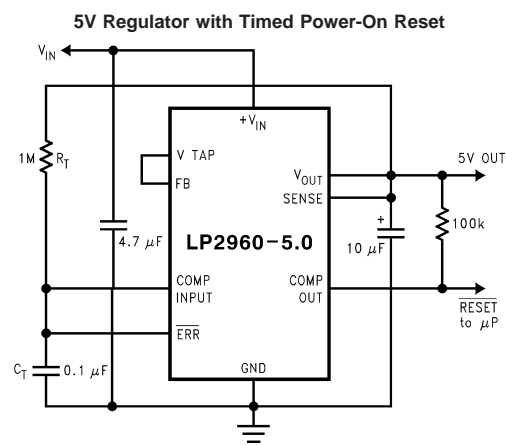 5V Regulator with Timed Power-On Reset
VIN
+VIN
1M RT
V TAP
FB
VOUT
SENSE
5V OUT
4.7 μF
LP2960-5.0
+
10 μF
100k
COMP
INPUT
COMP
OUT
RESET
to μP
ERR
CT 0.1 μF
GND